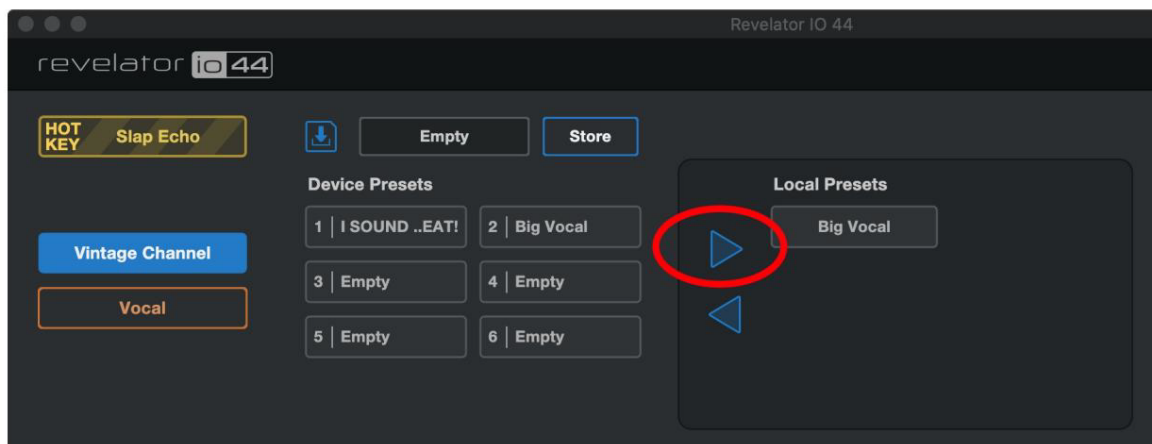 Revelator IO 44
revelator io 44
HOT KEY Slap Echo
Empty
Store
Device Presets
Local Presets
1 | I SOUND ..EAT!
2 | Big Vocal
Big Vocal
Vintage Channel
3 | Empty
4 | Empty
Vocal
5 | Empty
6 | Empty